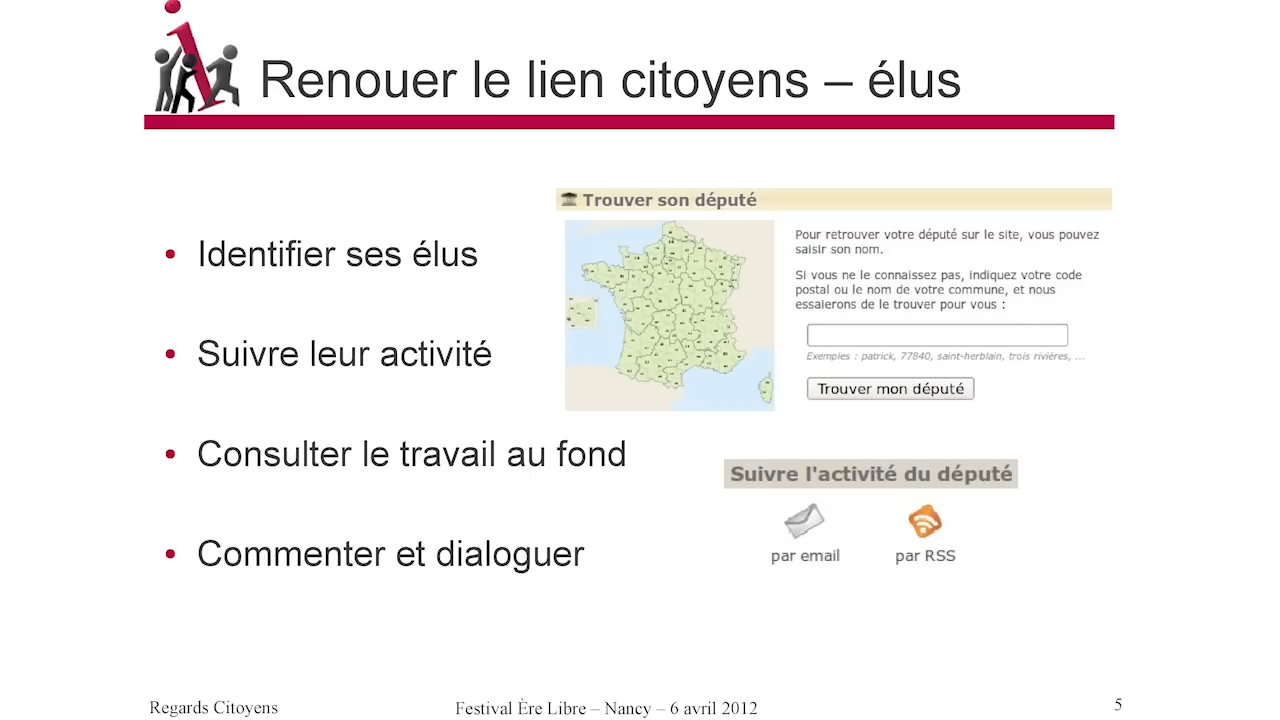 Renouer le lien citoyens – élus
• Identifier ses élus
• Suivre leur activité
• Consulter le travail au fond
• Commenter et dialoguer
Trouver son député
Pour retrouver votre député sur le site, vous pouvez
saisir son nom.
Si vous ne le connaissez pas, indiquez votre code
postal ou le nom de votre commune, et nous
essaierons de le trouver pour vous :
Exemples : patrick, 77840, saint-herblain, trois rivières, ...
Trouver mon député
Suivre l'activité du député
par email par RSS
Regards Citoyens Festival Ère Libre – Nancy – 6 avril 2012 5